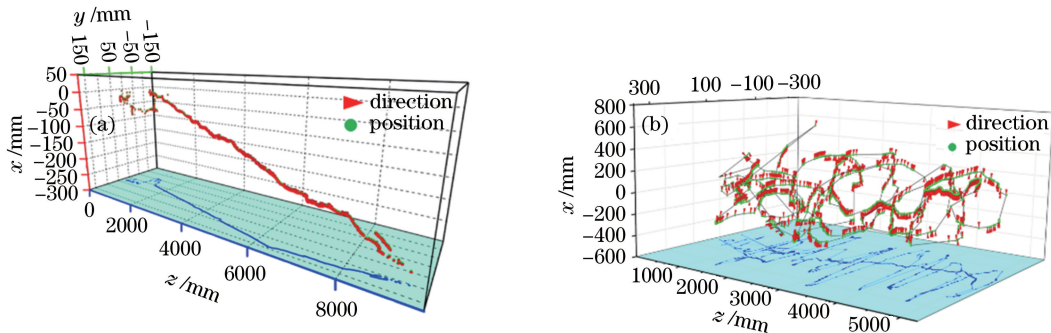 y /mm
150 50 -50 -150
50
0
-50
-100
-150
-200
-250
-300
x /mm
(a)
direction
position
0 2000 4000 6000 8000
z /mm
300 100 -100 -300
800
600
400
200
0
-200
-400
-600
x /mm
(b)
direction
position
1000 2000 3000 4000 5000
z /mm